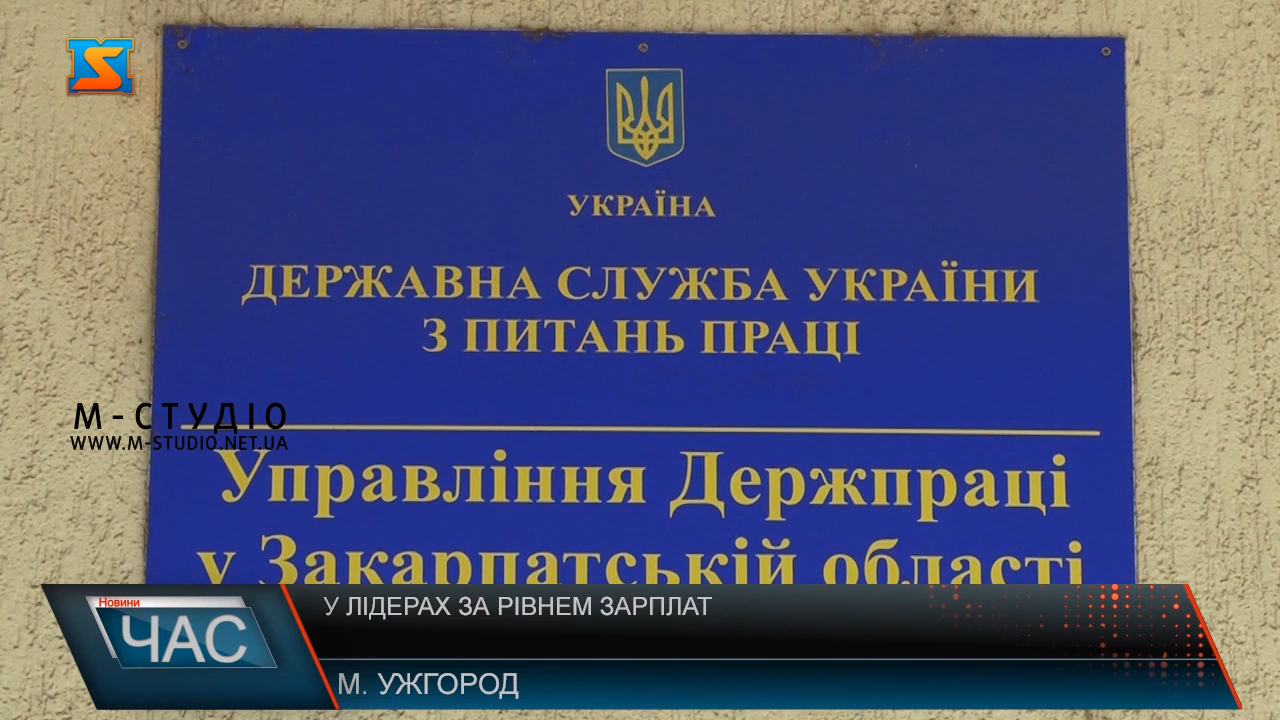 УКРАЇНА
ДЕРЖАВНА СЛУЖБА УКРАЇНИ
З ПИТАНЬ ПРАЦІ
М-СТУДІО
WWW.M-STUDIO.NET.UA
Управління Держпраці
у Закарпатській області
Новини
ЧАС
У ЛІДЕРАХ ЗА РІВНЕМ ЗАРПЛАТ
М. УЖГОРОД